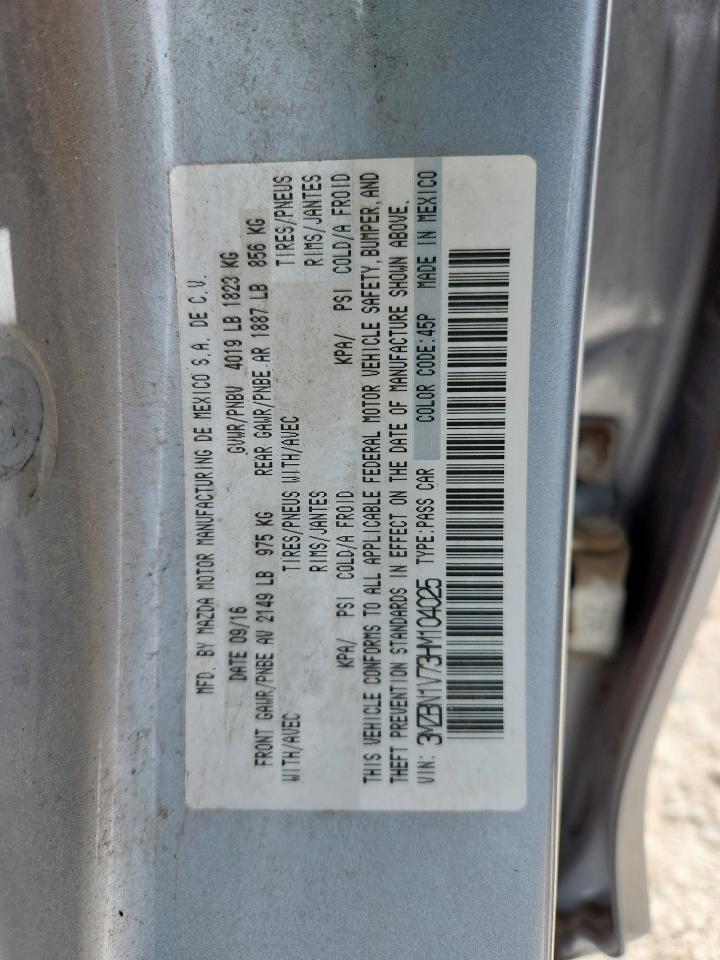 MFD. BY MAZDA MOTOR MANUFACTURING DE MEXICO S.A. DE C.V.
DATE 09/16 GVWR/PNBV 4019 LB 1823 KG
FRONT GAWR/PNBE AV 2149 LB 975 KG REAR GAWR/PNBE AR 1887 LB 856 KG
WITH/AVEC TIRES/PNEUS WITH/AVEC TIRES/PNEUS
RIMS/JANTES RIMS/JANTES
KPA/ PSI COLD/A FROID KPA/ PSI COLD/A FROID
THIS VEHICLE CONFORMS TO ALL APPLICABLE FEDERAL MOTOR VEHICLE SAFETY, BUMPER, AND
THEFT PREVENTION STANDARDS IN EFFECT ON THE DATE OF MANUFACTURE SHOWN ABOVE.
VIN: 3MZBN1V73HM104025 TYPE:PASS CAR COLOR CODE:45P MADE IN MEXICO